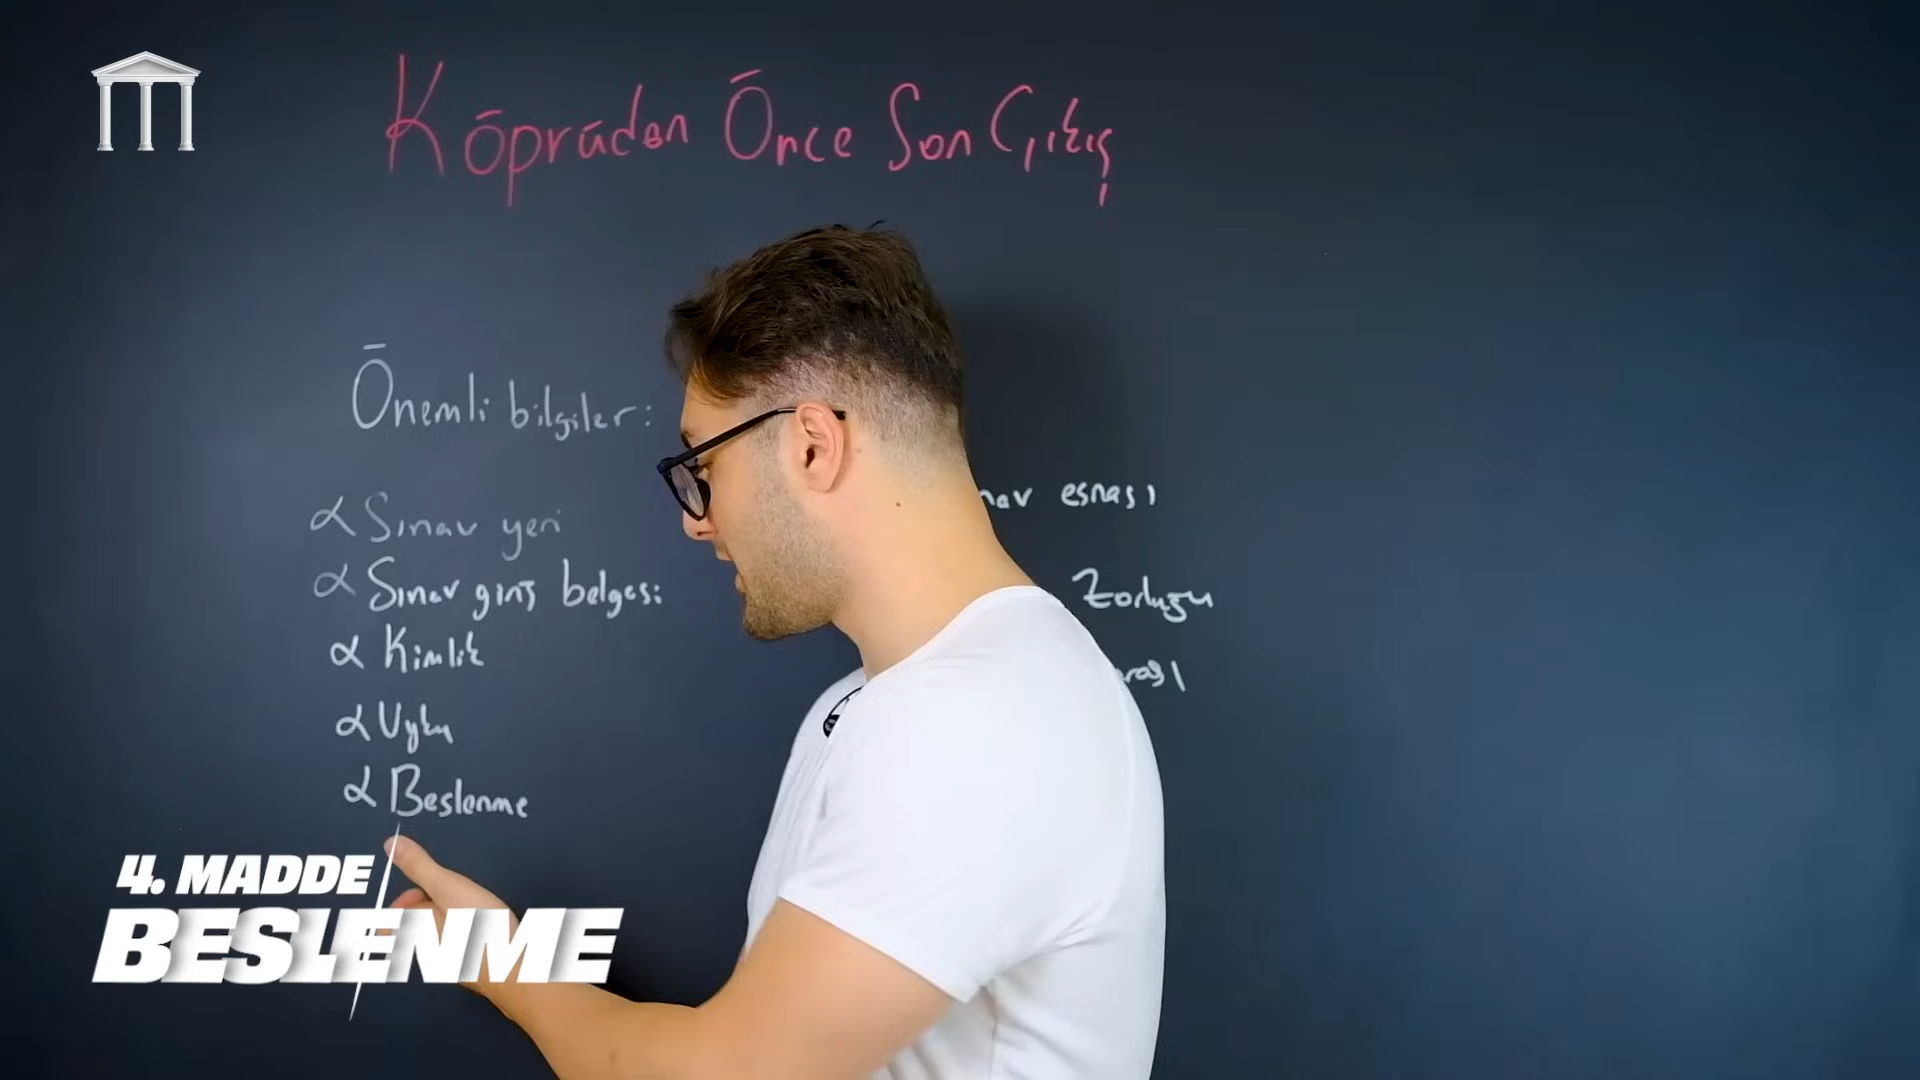 Köprüden Önce Son Çıkış
Önemli bilgiler:
α Sınav yeri
α Sınav giriş belgesi
α Kimlik
α Uyku
α Beslenme
esnası
Zorluğu
4. MADDE
BESLENME